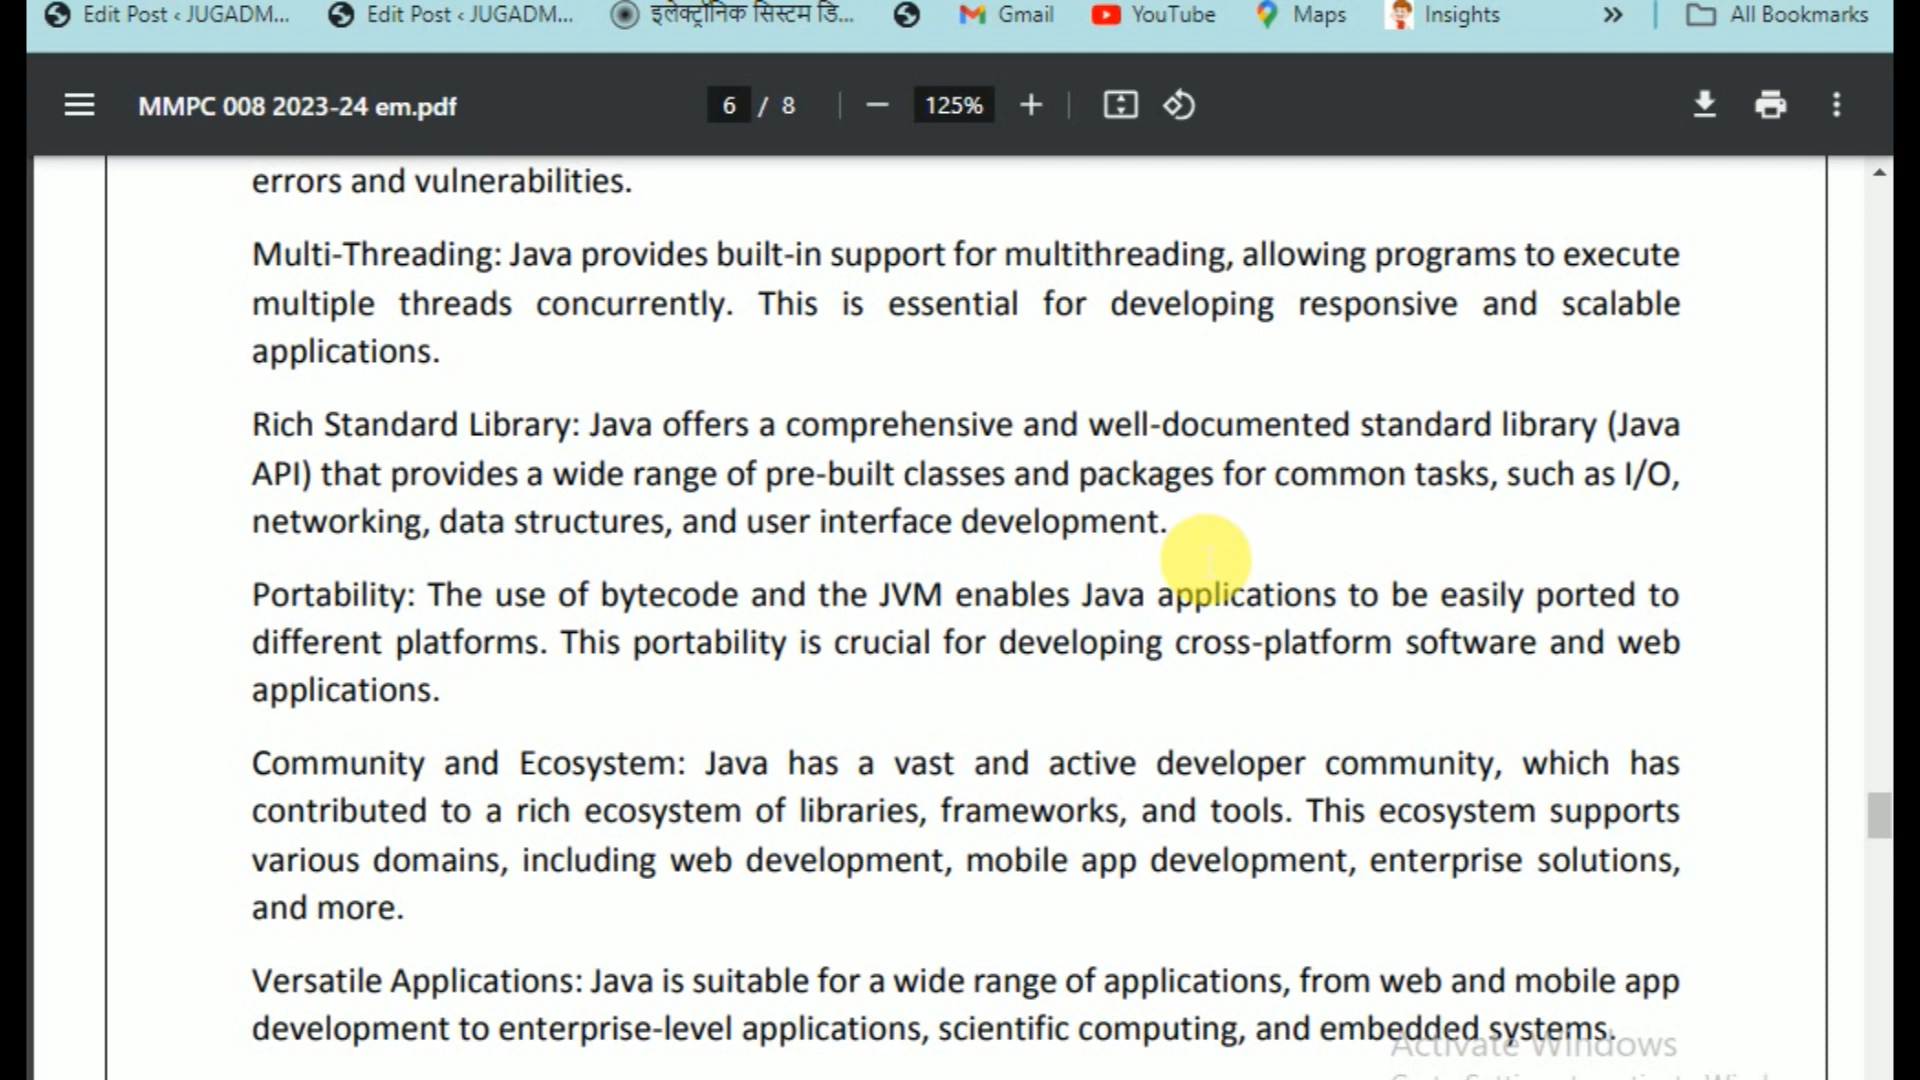 Edit Post ‹ JUGADM... Edit Post ‹ JUGADM... इलेक्ट्रॉनिक सिस्टम डि... Gmail YouTube Maps Insights » All Bookmarks
MMPC 008 2023-24 em.pdf 6 / 8 − 125% +
errors and vulnerabilities.
Multi-Threading: Java provides built-in support for multithreading, allowing programs to execute
multiple threads concurrently. This is essential for developing responsive and scalable
applications.
Rich Standard Library: Java offers a comprehensive and well-documented standard library (Java
API) that provides a wide range of pre-built classes and packages for common tasks, such as I/O,
networking, data structures, and user interface development.
Portability: The use of bytecode and the JVM enables Java applications to be easily ported to
different platforms. This portability is crucial for developing cross-platform software and web
applications.
Community and Ecosystem: Java has a vast and active developer community, which has
contributed to a rich ecosystem of libraries, frameworks, and tools. This ecosystem supports
various domains, including web development, mobile app development, enterprise solutions,
and more.
Versatile Applications: Java is suitable for a wide range of applications, from web and mobile app
development to enterprise-level applications, scientific computing, and embedded systems.
Activate Windows